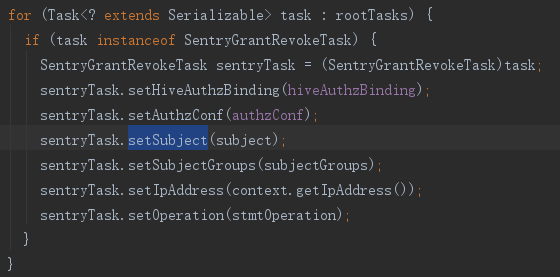 for (Task<? extends Serializable> task : rootTasks) {
  if (task instanceof SentryGrantRevokeTask) {
    SentryGrantRevokeTask sentryTask = (SentryGrantRevokeTask)task;
    sentryTask.setHiveAuthzBinding(hiveAuthzBinding);
    sentryTask.setAuthzConf(authzConf);
    sentryTask.setSubject(subject);
    sentryTask.setSubjectGroups(subjectGroups);
    sentryTask.setIpAddress(context.getIpAddress());
    sentryTask.setOperation(stmtOperation);
  }
}